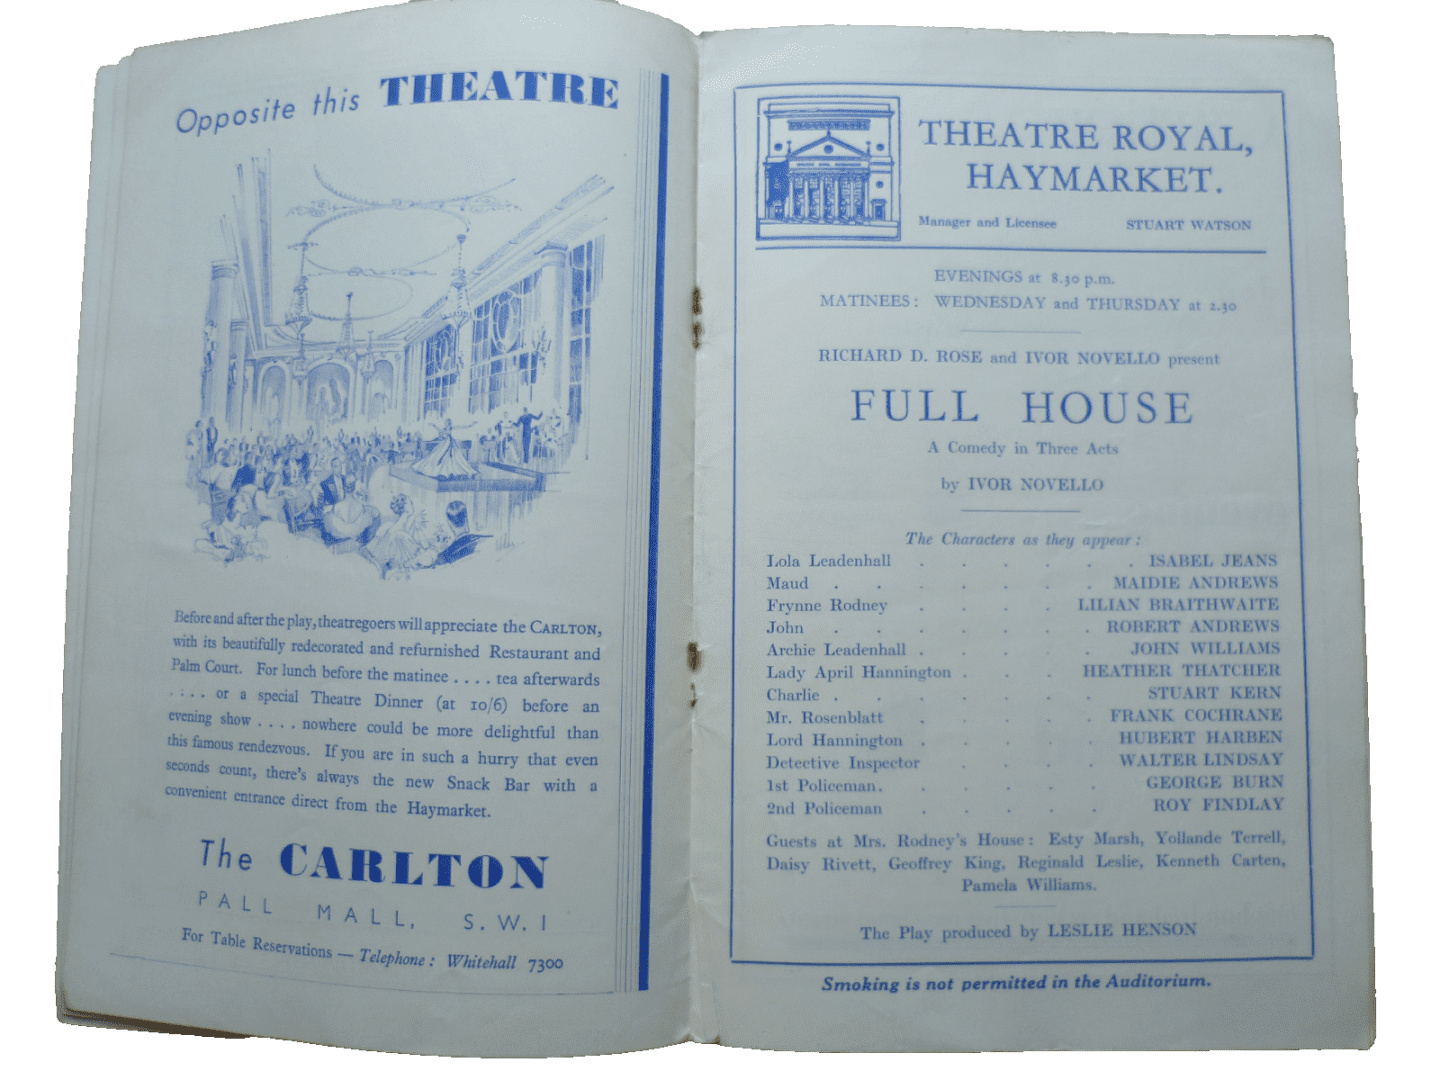 Opposite this THEATRE
Before and after the play, theatregoers will appreciate the CARLTON,
with its beautifully redecorated and refurnished Restaurant and
Palm Court. For lunch before the matinee .... tea afterwards
.... or a special Theatre Dinner (at 10/6) before an
evening show .... nowhere could be more delightful than
this famous rendezvous. If you are in such a hurry that even
seconds count, there's always the new Snack Bar with a
convenient entrance direct from the Haymarket.
The CARLTON
PALL MALL, S.W.1
For Table Reservations — Telephone: Whitehall 7300
THEATRE ROYAL,
HAYMARKET.
Manager and Licensee STUART WATSON
EVENINGS at 8.30 p.m.
MATINEES: WEDNESDAY and THURSDAY at 2.30
RICHARD D. ROSE and IVOR NOVELLO present
FULL HOUSE
A Comedy in Three Acts
by IVOR NOVELLO
The Characters as they appear:
Lola Leadenhall . . . . . . ISABEL JEANS
Maud . . . . . . . MAIDIE ANDREWS
Frynne Rodney . . . . LILIAN BRAITHWAITE
John . . . . . . . ROBERT ANDREWS
Archie Leadenhall . . . . . JOHN WILLIAMS
Lady April Hannington . . . HEATHER THATCHER
Charlie . . . . . . . STUART KERN
Mr. Rosenblatt . . . . . FRANK COCHRANE
Lord Hannington . . . . . HUBERT HARBEN
Detective Inspector . . . . WALTER LINDSAY
1st Policeman. . . . . . GEORGE BURN
2nd Policeman . . . . . ROY FINDLAY
Guests at Mrs. Rodney's House: Esty Marsh, Yollande Terrell,
Daisy Rivett, Geoffrey King, Reginald Leslie, Kenneth Carten,
Pamela Williams.
The Play produced by LESLIE HENSON
Smoking is not permitted in the Auditorium.